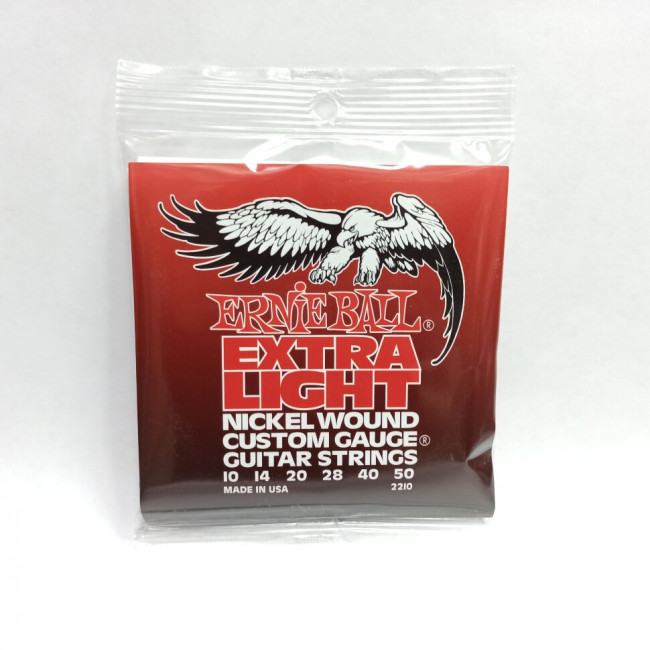 ERNIE BALL®
EXTRA
LIGHT
NICKEL WOUND
CUSTOM GAUGE®
GUITAR STRINGS
10 14 20 28 40 50
MADE IN USA 2210